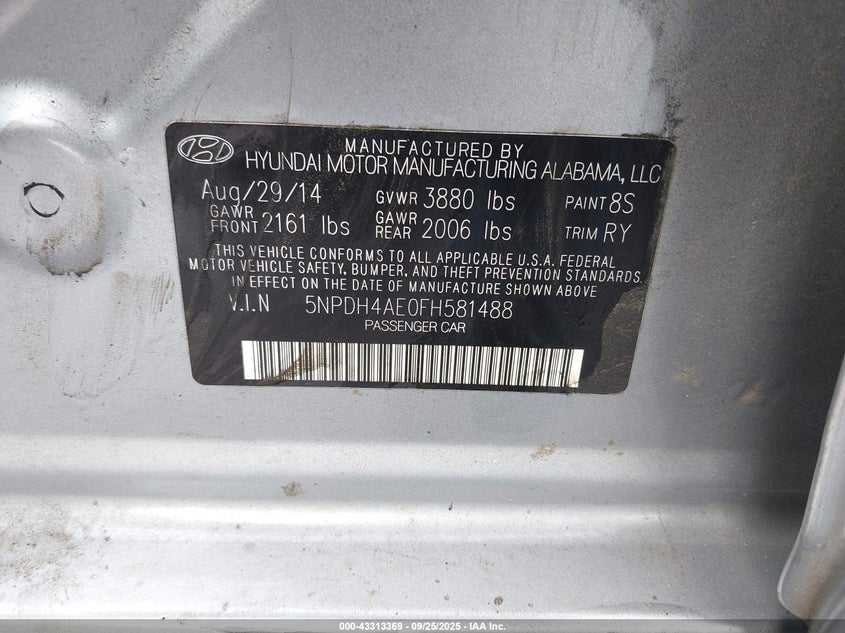 MANUFACTURED BY
HYUNDAI MOTOR MANUFACTURING ALABAMA, LLC
Aug/29/14 GVWR 3880 lbs PAINT 8S
GAWR FRONT 2161 lbs GAWR REAR 2006 lbs TRIM RY
THIS VEHICLE CONFORMS TO ALL APPLICABLE U.S.A. FEDERAL
MOTOR VEHICLE SAFETY, BUMPER, AND THEFT PREVENTION STANDARDS
IN EFFECT ON THE DATE OF MANUFACTURE SHOWN ABOVE
V.I.N 5NPDH4AE0FH581488
PASSENGER CAR
000-43313369 - 09/25/2025 - IAA Inc.